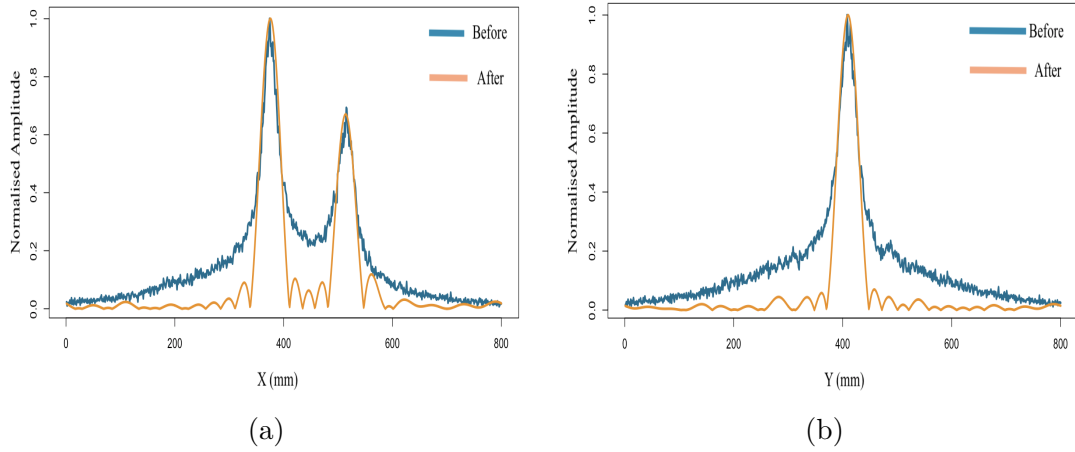 Before
After
Normalised Amplitude
0.0 0.2 0.4 0.6 0.8 1.0
0 200 400 600 800
X (mm)
(a)
Before
After
Normalised Amplitude
0.0 0.2 0.4 0.6 0.8 1.0
0 200 400 600 800
Y (mm)
(b)